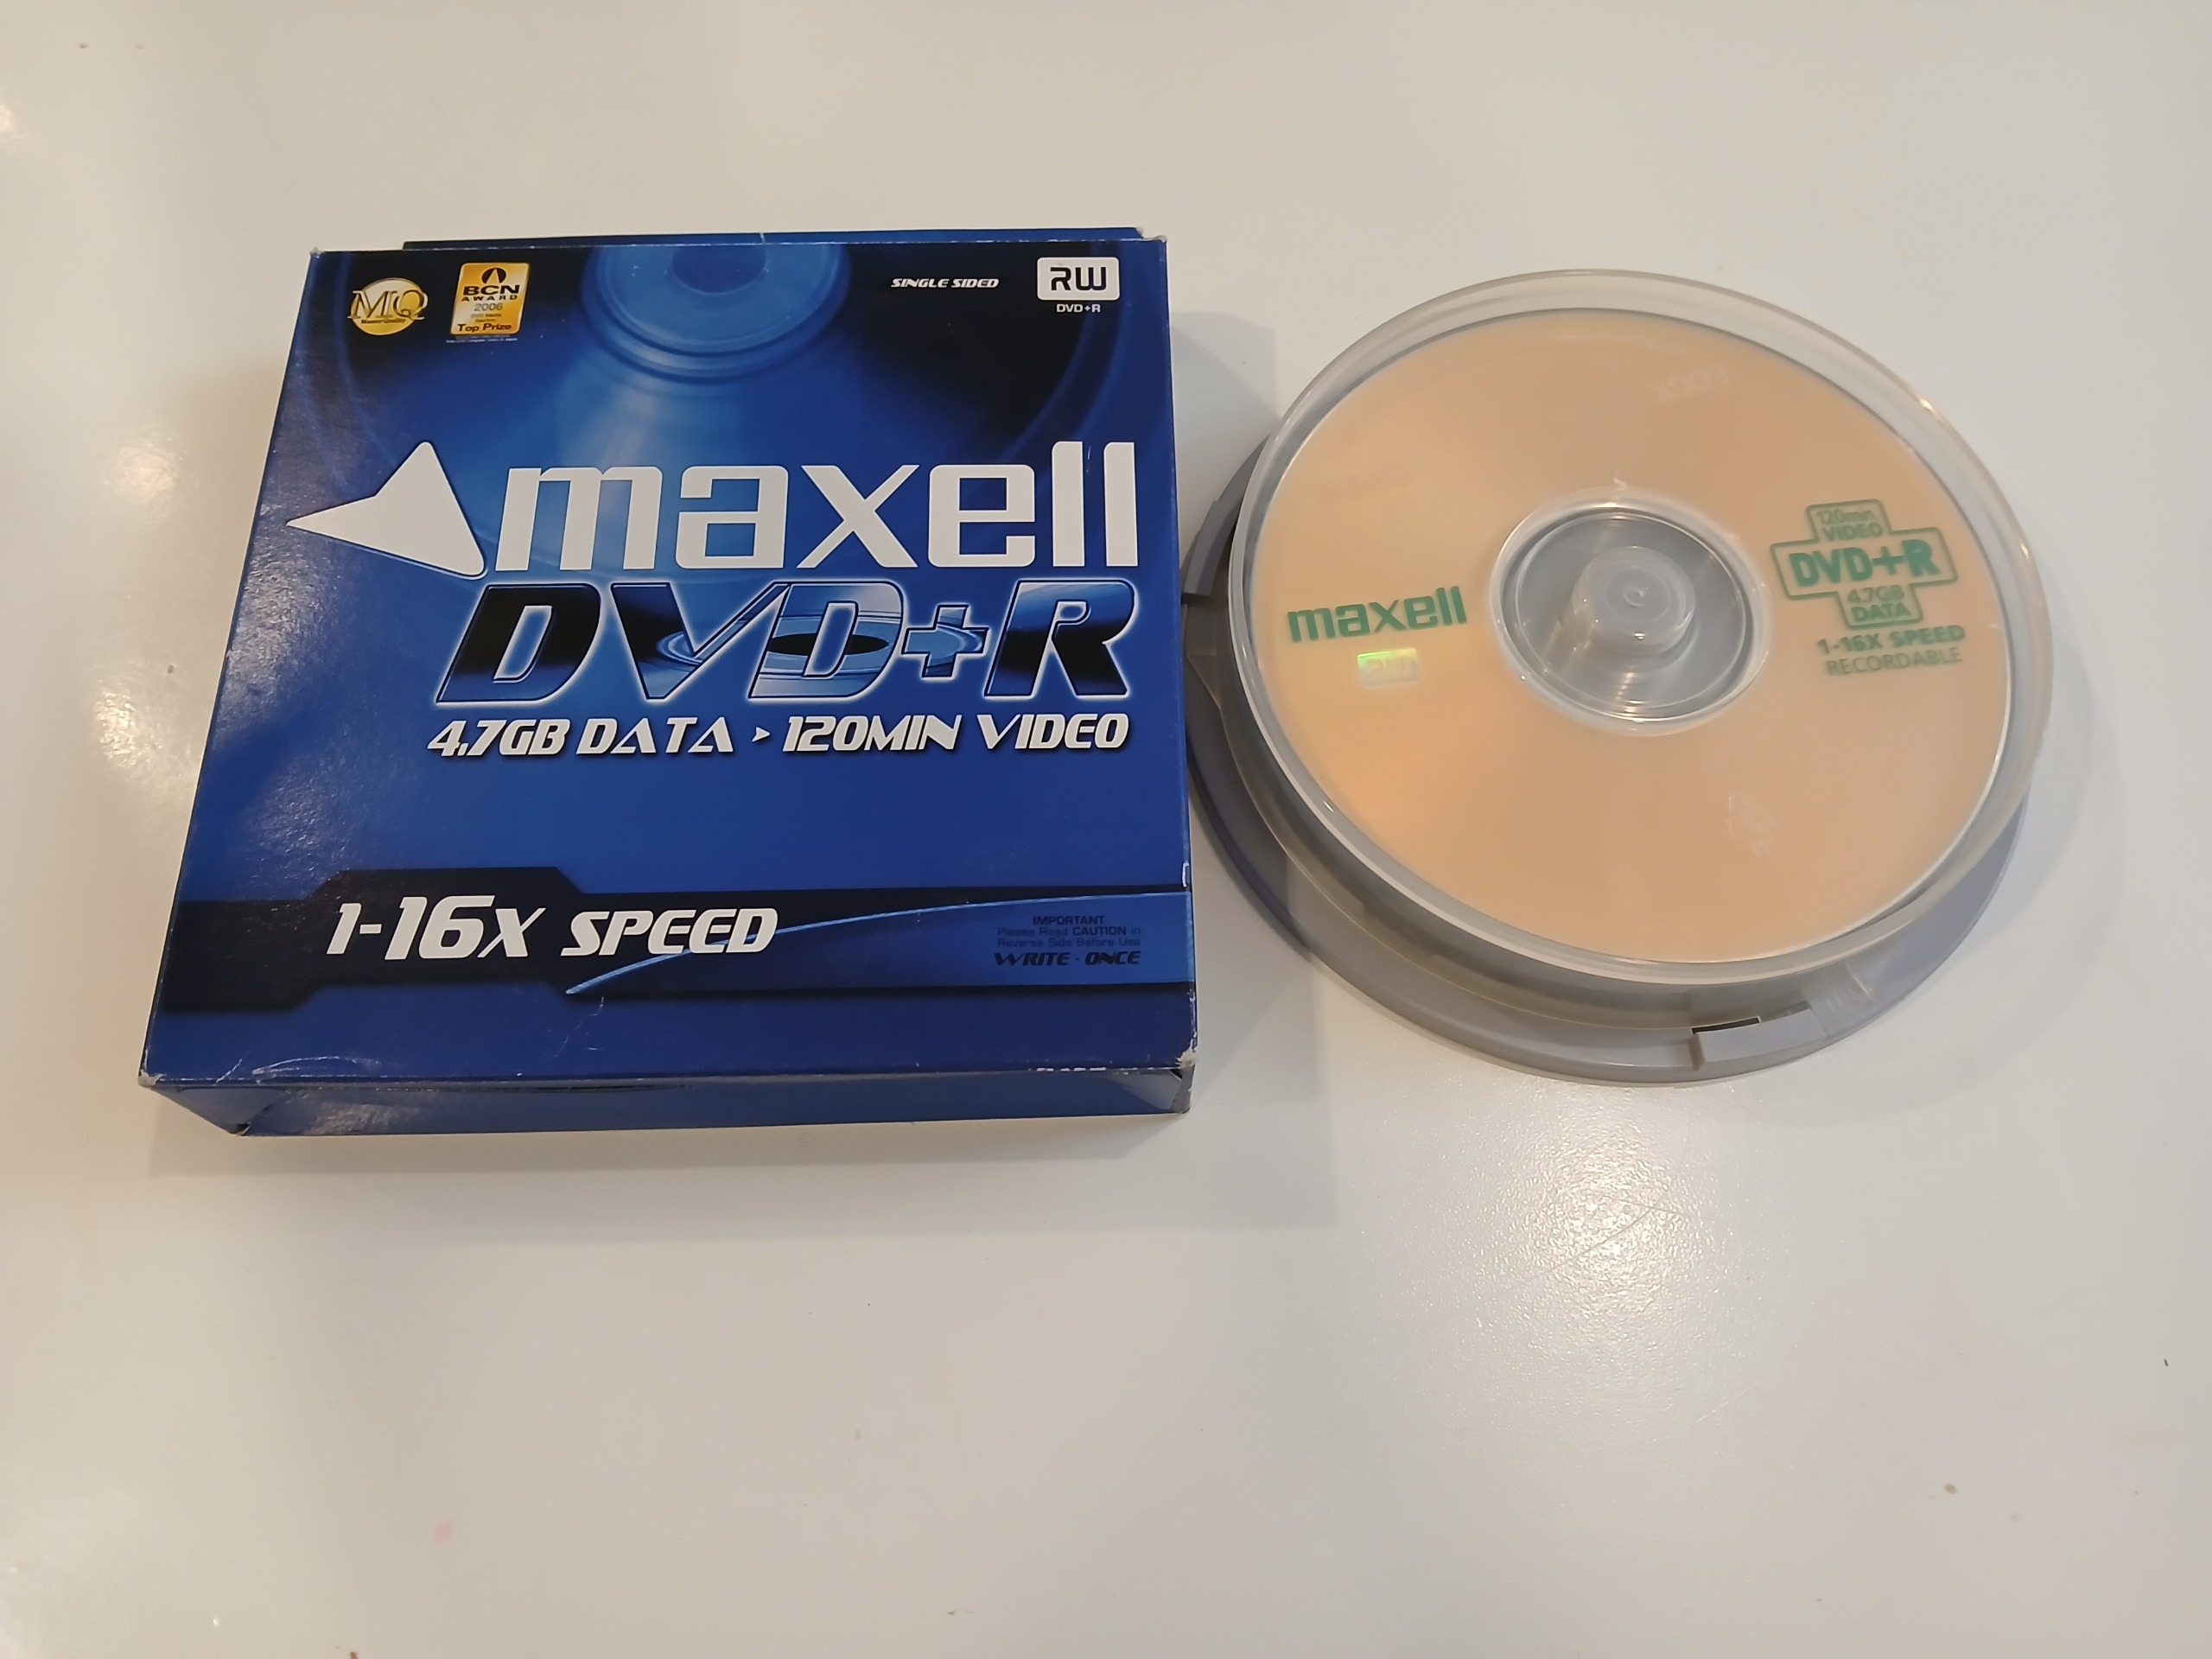 MQ
BCN
AWARD
2006
Top Prize
SINGLE SIDED
RW
DVD+R
maxell
DVD+R
4.7GB DATA ▸ 120MIN VIDEO
1-16X SPEED
IMPORTANT
Please Read CAUTION in
Reverse Side Before Use
WRITE · ONCE
maxell
RW
120min
VIDEO
DVD+R
4.7GB
DATA
1-16X SPEED
RECORDABLE